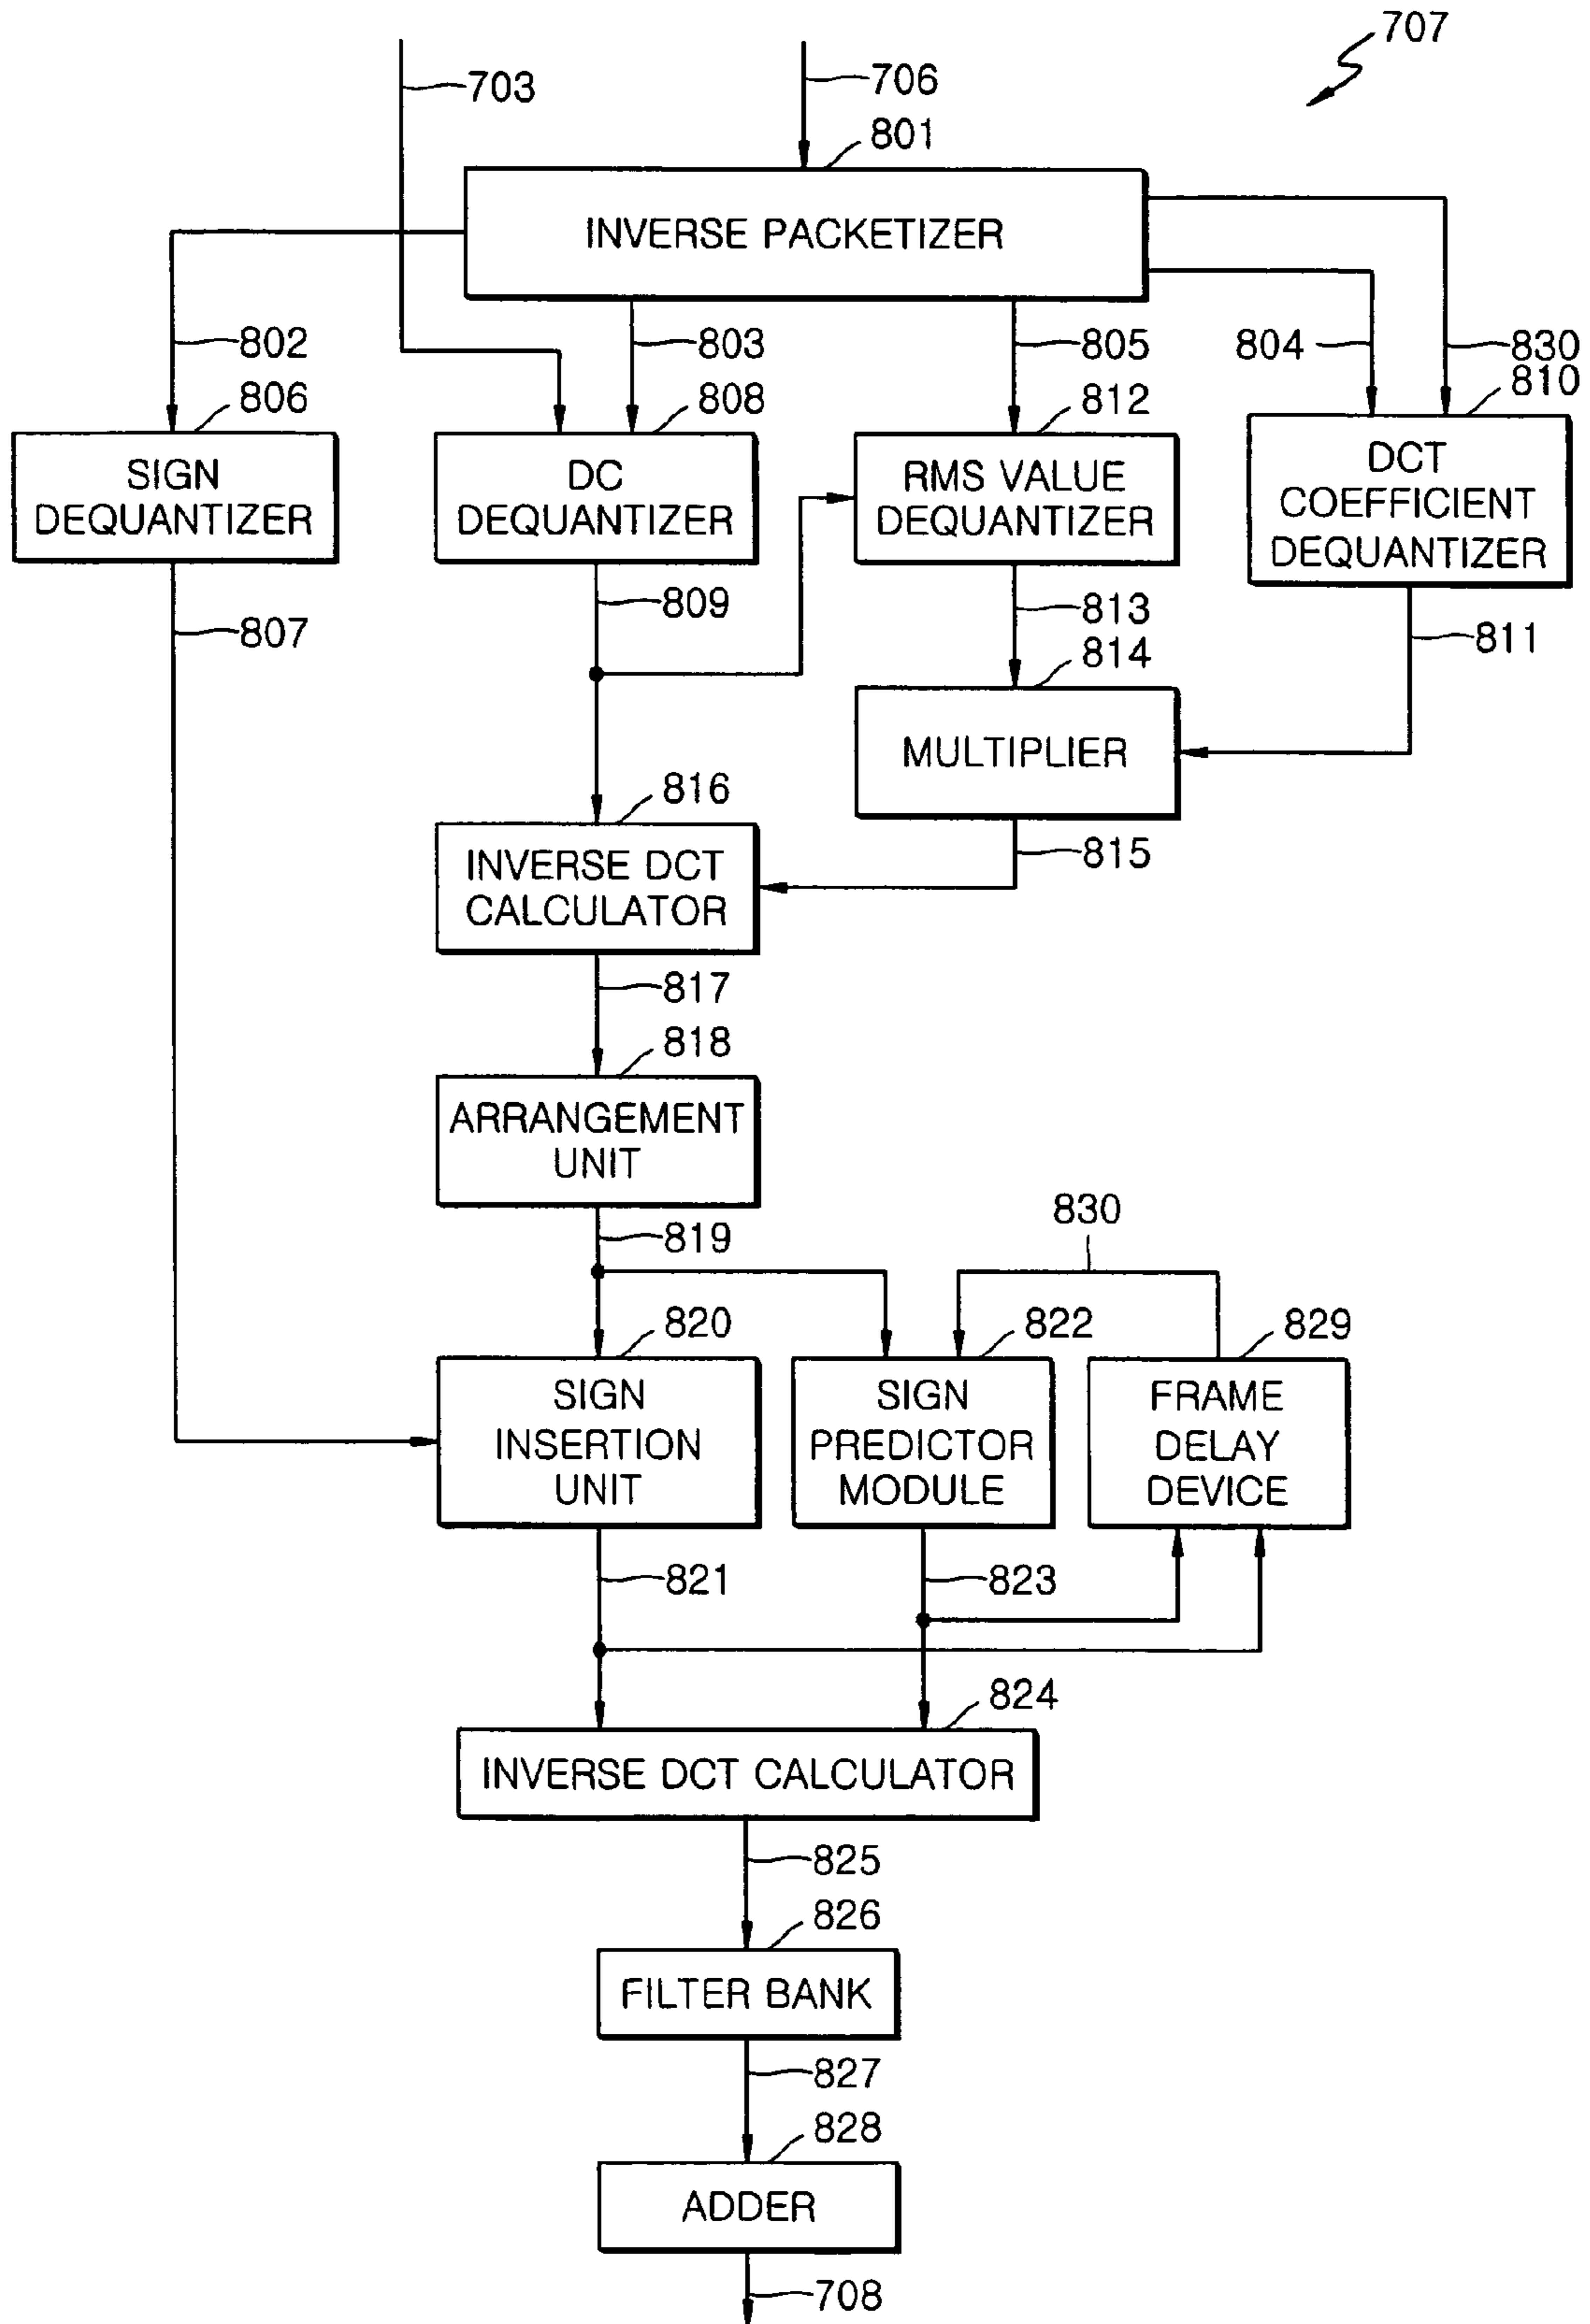 707
703
706
801
INVERSE PACKETIZER
802
803
805
804
830
806
808
812
810
SIGN
DEQUANTIZER
DC
DEQUANTIZER
RMS VALUE
DEQUANTIZER
DCT
COEFFICIENT
DEQUANTIZER
807
809
813
811
814
MULTIPLIER
816
815
INVERSE DCT
CALCULATOR
817
818
ARRANGEMENT
UNIT
819
830
820
822
829
SIGN
INSERTION
UNIT
SIGN
PREDICTOR
MODULE
FRAME
DELAY
DEVICE
821
823
824
INVERSE DCT CALCULATOR
825
826
FILTER BANK
827
828
ADDER
708